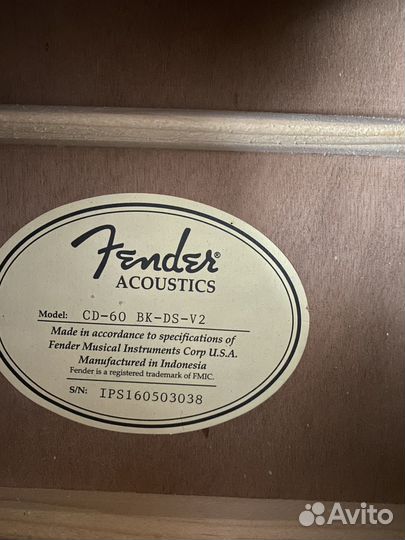 Fender®
ACOUSTICS
Model: CD-60 BK-DS-V2
Made in accordance to specifications of
Fender Musical Instruments Corp U.S.A.
Manufactured in Indonesia
Fender is a registered trademark of FMIC.
S/N: IPS160503038
Avito